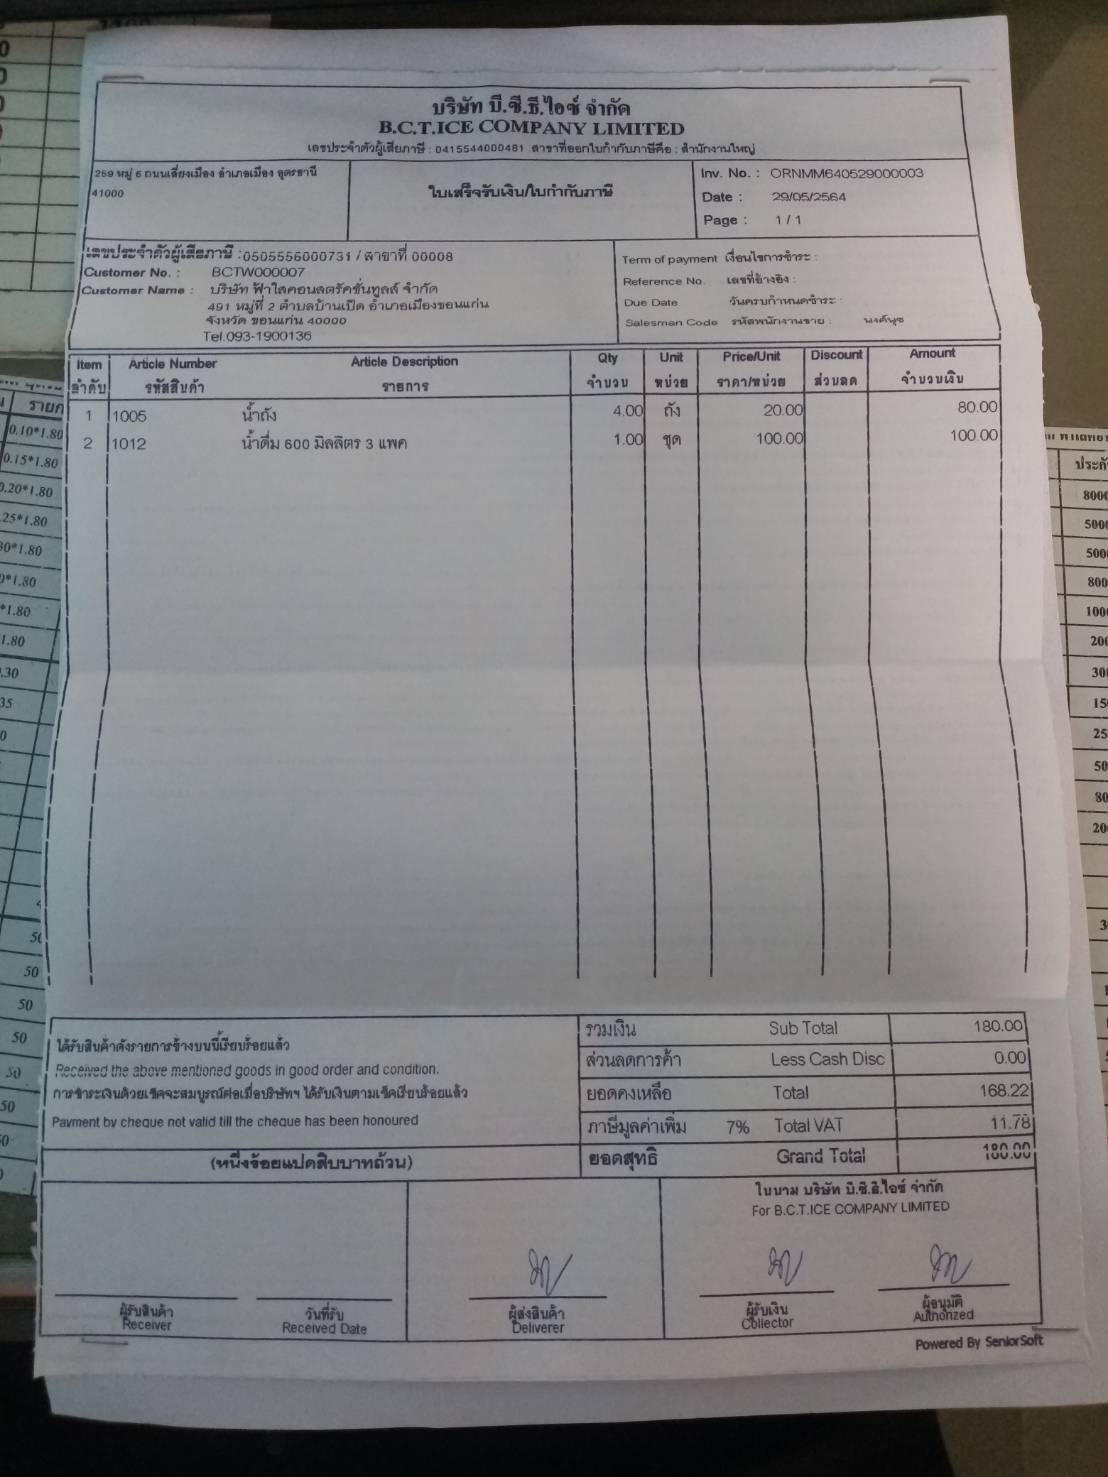 บริษัท บี.ซี.ธี.ไอซ์ จำกัด
B.C.T.ICE COMPANY LIMITED
เลขประจำตัวผู้เสียภาษี : 0415544000481 สาขาที่ออกใบกำกับภาษีคือ : สำนักงานใหญ่
259 หมู่ 6 ถนนเลี่ยงเมือง อำเภอเมือง อุดรธานี
41000
ใบเสร็จรับเงิน/ใบกำกับภาษี
Inv. No. : ORNMM640529000003
Date : 29/05/2564
Page : 1 / 1
เลขประจำตัวผู้เสียภาษี : 0505556000731 / สาขาที่ 00008
Customer No. : BCTW000007
Customer Name : บริษัท ฟ้าใสคอนสตรัคชั่นทูลส์ จำกัด
491 หมู่ที่ 2 ตำบลบ้านเป็ด อำเภอเมืองขอนแก่น
จังหวัด ขอนแก่น 40000
Tel.093-1900136
Term of payment เงื่อนไขการชำระ :
Reference No. เลขที่อ้างอิง :
Due Date วันครบกำหนดชำระ :
Salesman Code รหัสพนักงานขาย : นงค์นุช
Item Article Number Article Description Qty Unit Price/Unit Discount Amount
ลำดับ รหัสสินค้า รายการ จำนวน หน่วย ราคา/หน่วย ส่วนลด จำนวนเงิน
1 1005 น้ำถัง 4.00 ถัง 20.00 80.00
2 1012 น้ำดื่ม 600 มิลลิตร 3 แพค 1.00 ชุด 100.00 100.00
ได้รับสินค้าดังรายการข้างบนนี้เรียบร้อยแล้ว
Received the above mentioned goods in good order and condition.
การชำระเงินด้วยเช็คจะสมบูรณ์ต่อเมื่อบริษัทฯ ได้รับเงินตามเช็คเรียบร้อยแล้ว
Payment by cheque not valid till the cheque has been honoured
(หนึ่งร้อยแปดสิบบาทถ้วน)
รวมเงิน Sub Total 180.00
ส่วนลดการค้า Less Cash Disc 0.00
ยอดคงเหลือ Total 168.22
ภาษีมูลค่าเพิ่ม 7% Total VAT 11.78
ยอดสุทธิ Grand Total 180.00
ในนาม บริษัท บี.ซี.ธี.ไอซ์ จำกัด
For B.C.T.ICE COMPANY LIMITED
ผู้รับสินค้า วันที่รับ ผู้ส่งสินค้า ผู้รับเงิน ผู้อนุมัติ
Receiver Received Date Deliverer Collector Authorized
Powered By SeniorSoft